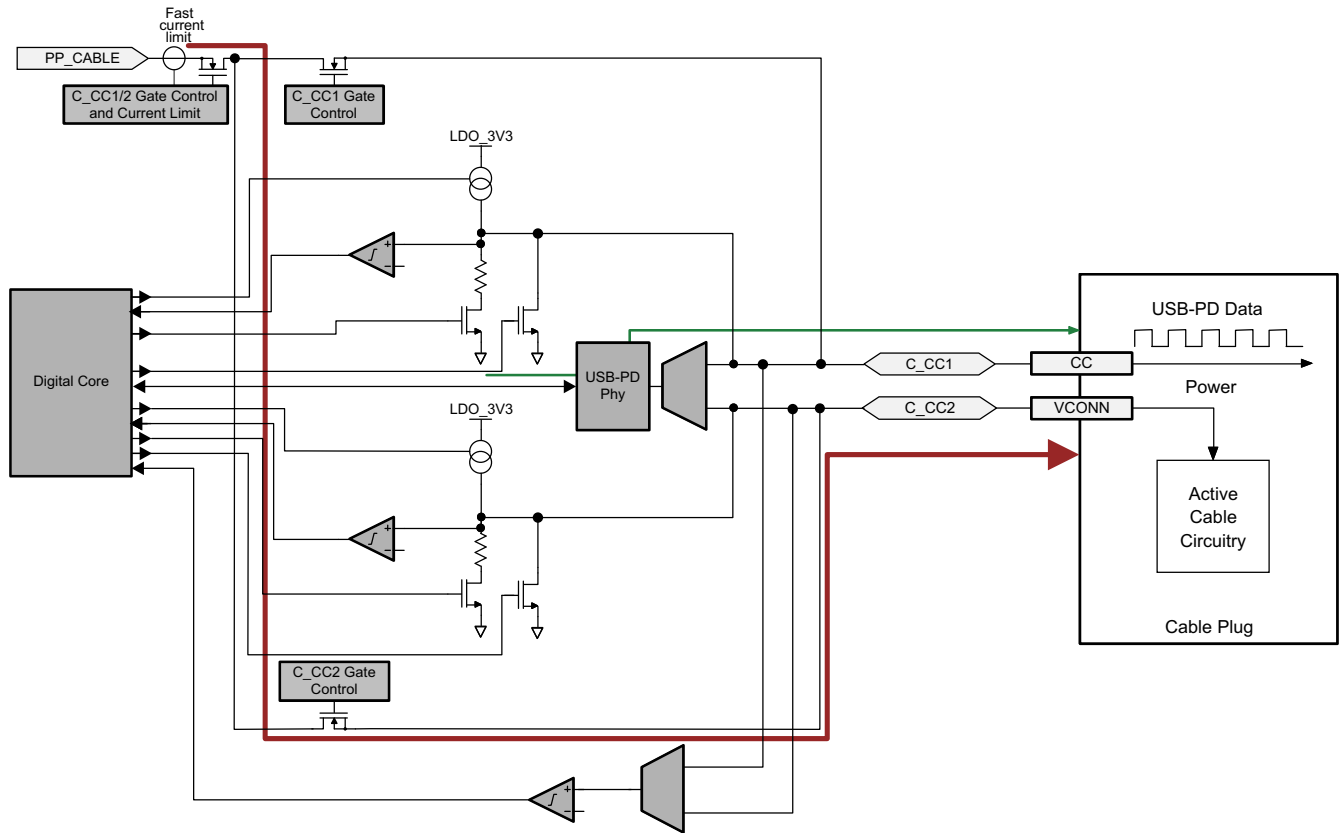 Fast
current
limit
PP_CABLE
C_CC1/2 Gate Control
and Current Limit
C_CC1 Gate
Control
LDO_3V3
+
−
Digital Core
USB-PD
Phy
C_CC1
C_CC2
USB-PD Data
CC
Power
VCONN
Active
Cable
Circuitry
Cable Plug
LDO_3V3
+
−
C_CC2 Gate
Control
+
−